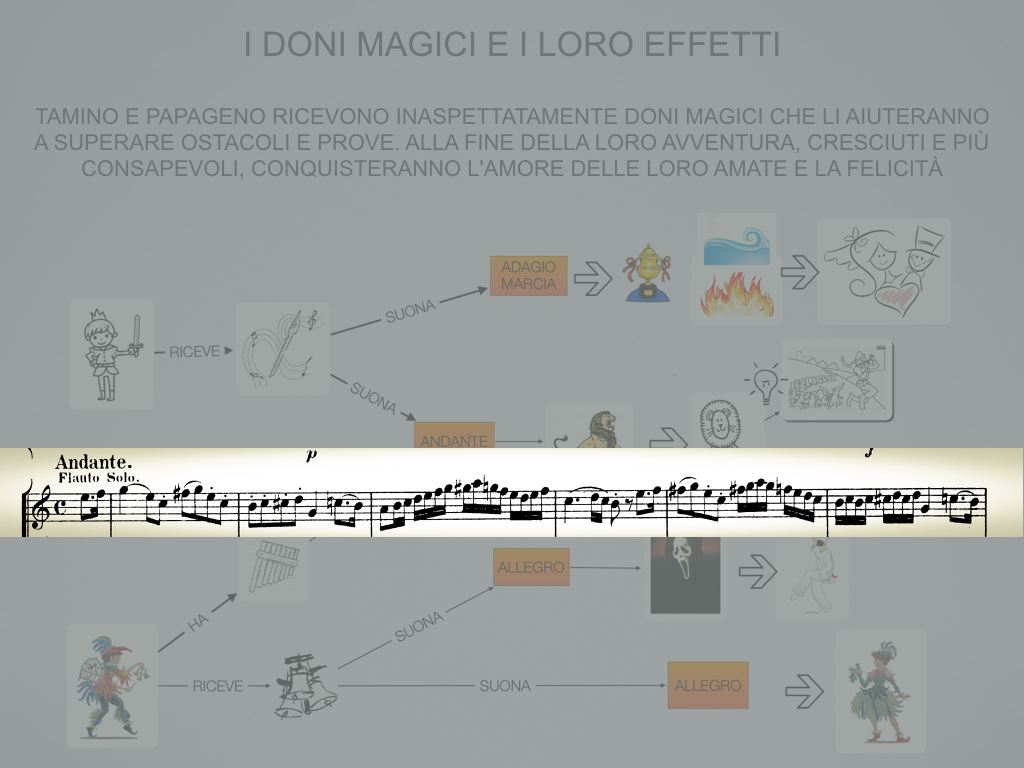 I DONI MAGICI E I LORO EFFETTI
TAMINO E PAPAGENO RICEVONO INASPETTATAMENTE DONI MAGICI CHE LI AIUTERANNO
A SUPERARE OSTACOLI E PROVE. ALLA FINE DELLA LORO AVVENTURA, CRESCIUTI E PIÙ
CONSAPEVOLI, CONQUISTERANNO L'AMORE DELLE LORO AMATE E LA FELICITÀ
ADAGIO
MARCIA
SUONA
RICEVE
SUONA
ANDANTE
Andante.
p
f
Flauto Solo.
ALLEGRO
HA
SUONA
RICEVE
SUONA
ALLEGRO